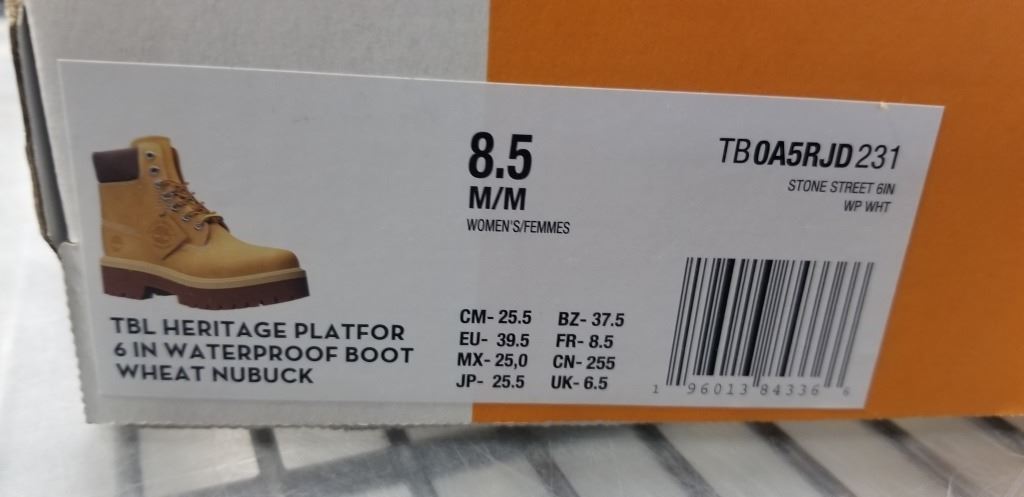 8.5
M/M
WOMEN'S/FEMMES
TB0A5RJD231
STONE STREET 6IN
WP WHT
TBL HERITAGE PLATFOR
6 IN WATERPROOF BOOT
WHEAT NUBUCK
CM- 25.5 BZ- 37.5
EU- 39.5 FR- 8.5
MX- 25,0 CN- 255
JP- 25.5 UK- 6.5
1 96013 84336 6